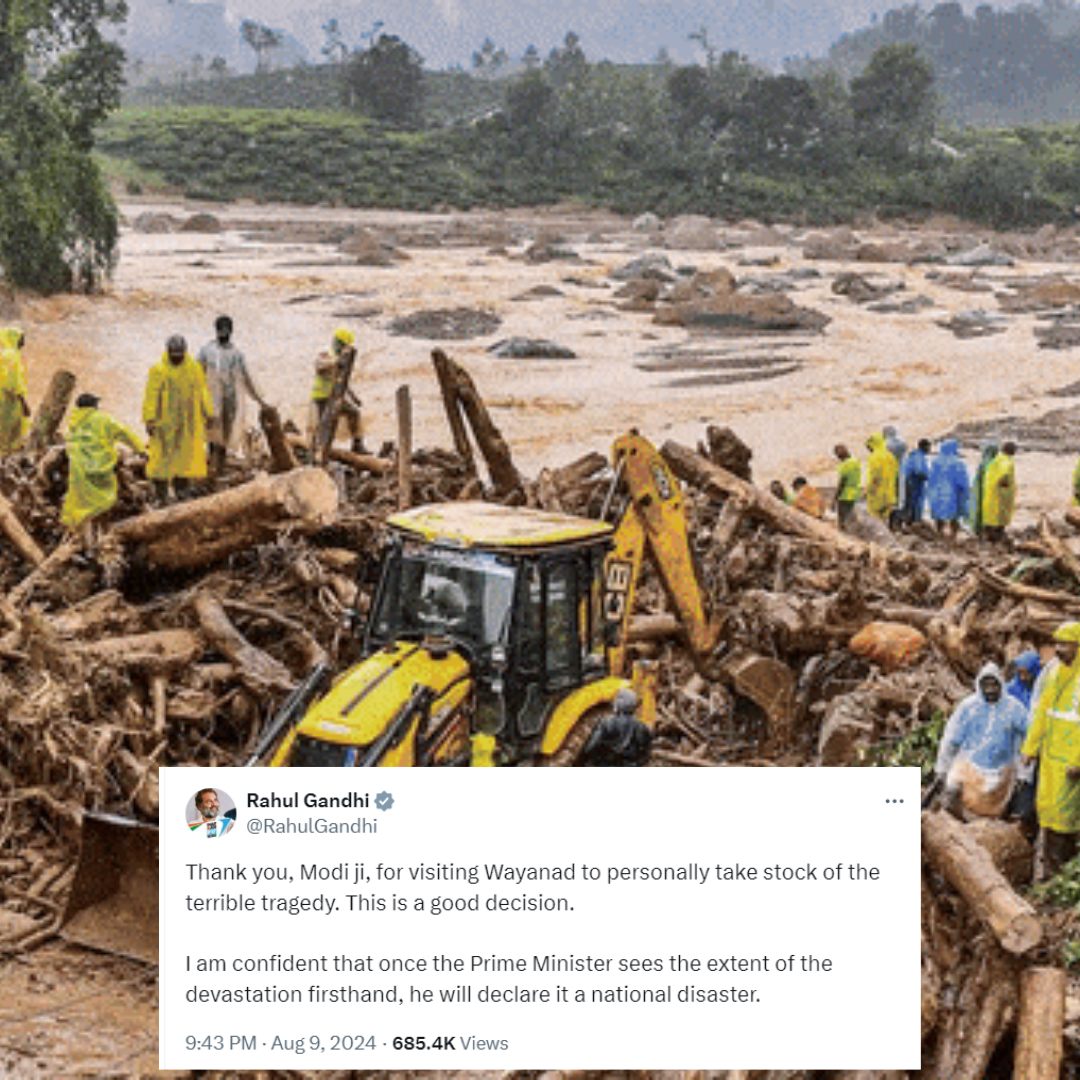 JCB
Rahul Gandhi
@RahulGandhi
Thank you, Modi ji, for visiting Wayanad to personally take stock of the
terrible tragedy. This is a good decision.
I am confident that once the Prime Minister sees the extent of the
devastation firsthand, he will declare it a national disaster.
9:43 PM · Aug 9, 2024 · 685.4K Views